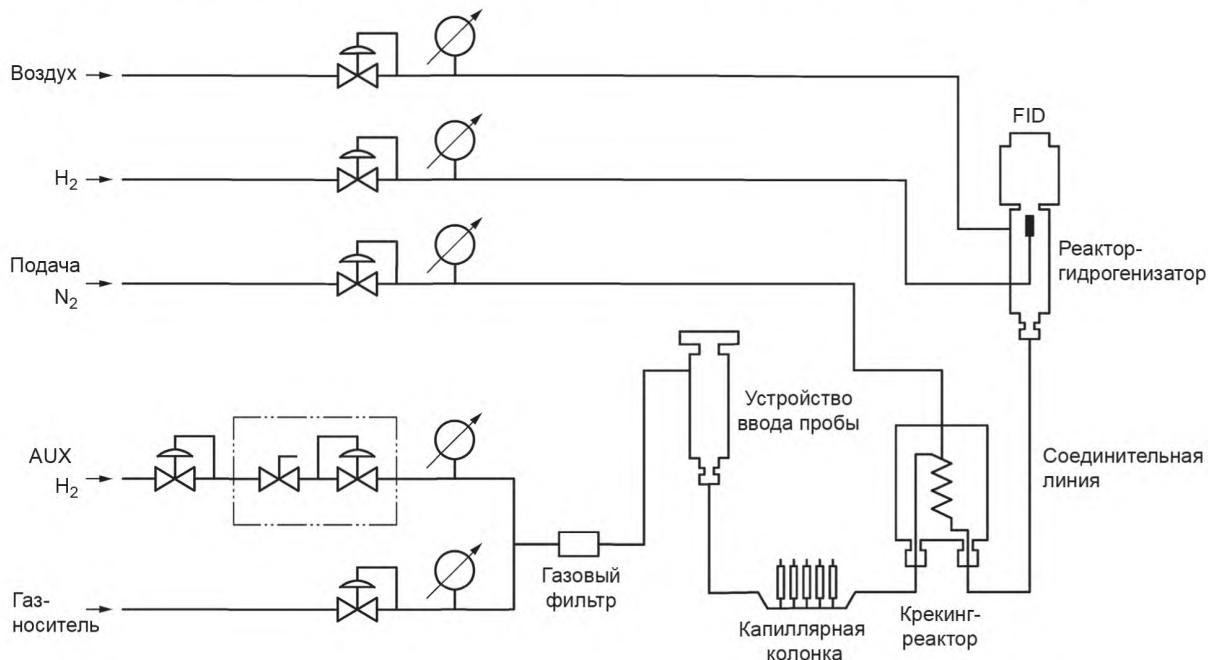 Воздух
FID
H2
Подача
N2
Реактор-
гидрогенизатор
Устройство
ввода пробы
AUX
H2
Соединительная
линия
Газовый
фильтр
Газ-
носитель
Капиллярная
колонка
Крекинг-
реактор